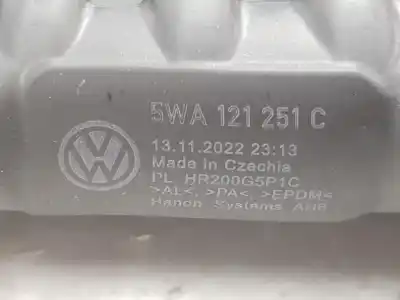 5WA 121 251 C
13.11.2022 23:13
Made in Czechia
PL HR200G5P1C
>AL<, >PA<, >EPDM<
Hanon Systems AHB